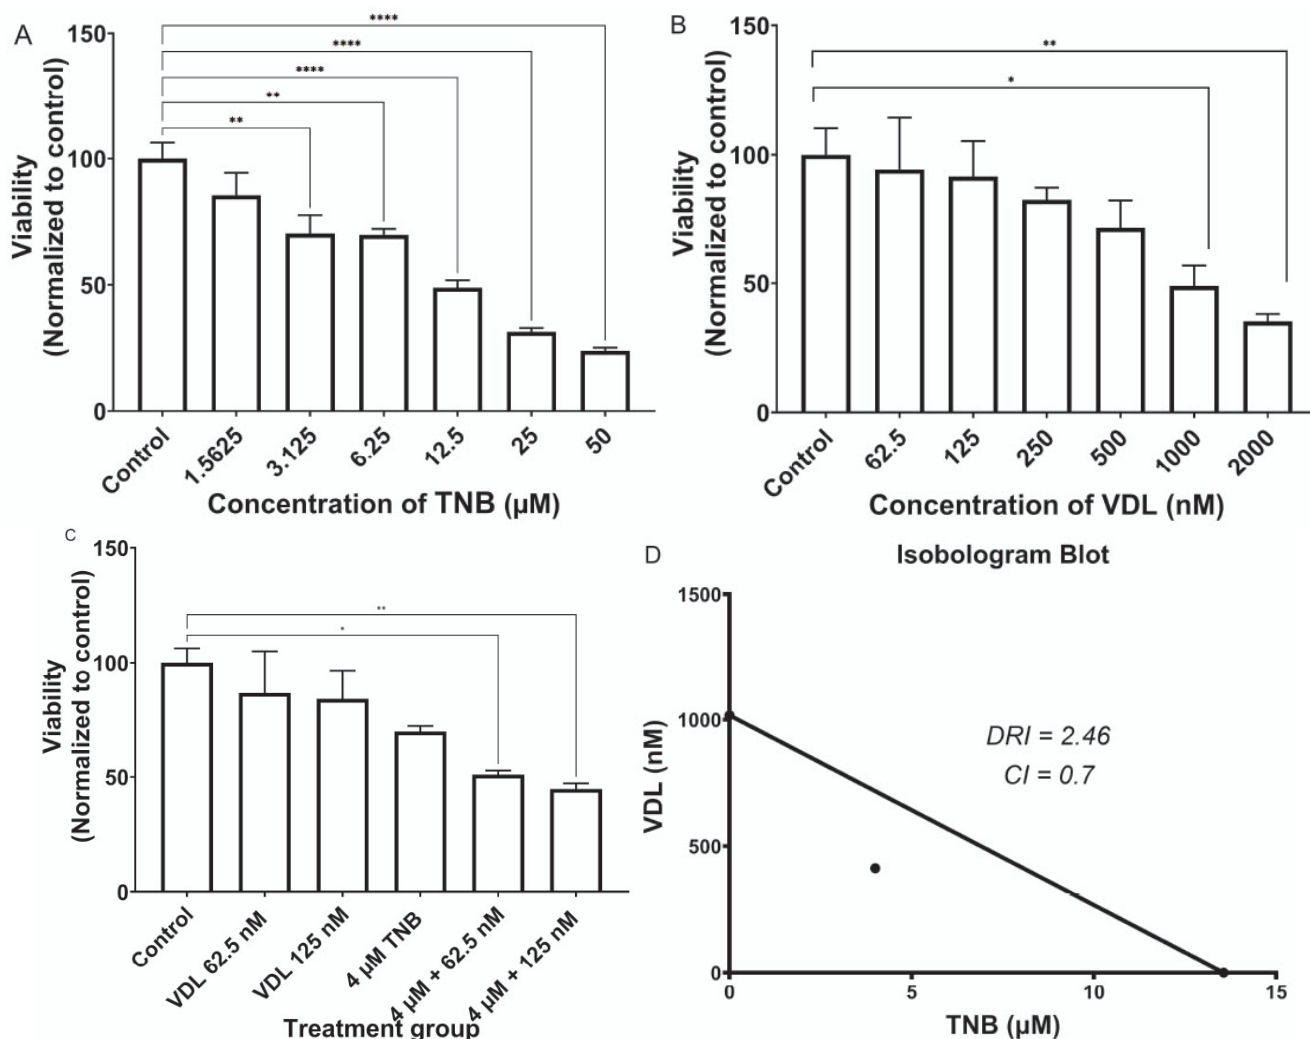 A
Viability
(Normalized to control)
150
100
50
0
****
****
****
**
**
Control
1.5625
3.125
6.25
12.5
25
50
Concentration of TNB (µM)
B
Viability
(Normalized to control)
150
100
50
0
**
*
Control
62.5
125
250
500
1000
2000
Concentration of VDL (nM)
C
Viability
(Normalized to control)
150
100
50
0
**
*
Control
VDL 62.5 nM
VDL 125 nM
4 µM TNB
4 µM + 62.5 nM
4 µM + 125 nM
Treatment group
D
Isobologram Blot
VDL (nM)
1500
1000
500
0
DRI = 2.46
CI = 0.7
0
5
10
15
TNB (µM)